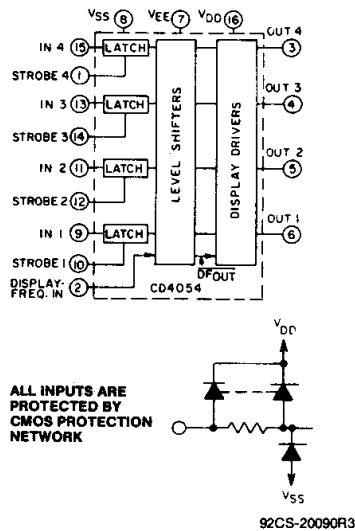 VSS VEE VDD
8 7 16
OUT 4
IN 4 15 LATCH 3
STROBE 4 1
OUT 3
IN 3 13 LATCH 4
STROBE 3 14
LEVEL SHIFTERS
DISPLAY DRIVERS
OUT 2
IN 2 11 LATCH 5
STROBE 2 12
OUT 1
IN 1 9 LATCH 6
STROBE 1 10
DISPLAY-
FREQ. IN 2
DFOUT
CD4054
VDD
ALL INPUTS ARE
PROTECTED BY
CMOS PROTECTION
NETWORK
VSS
92CS-20090R3